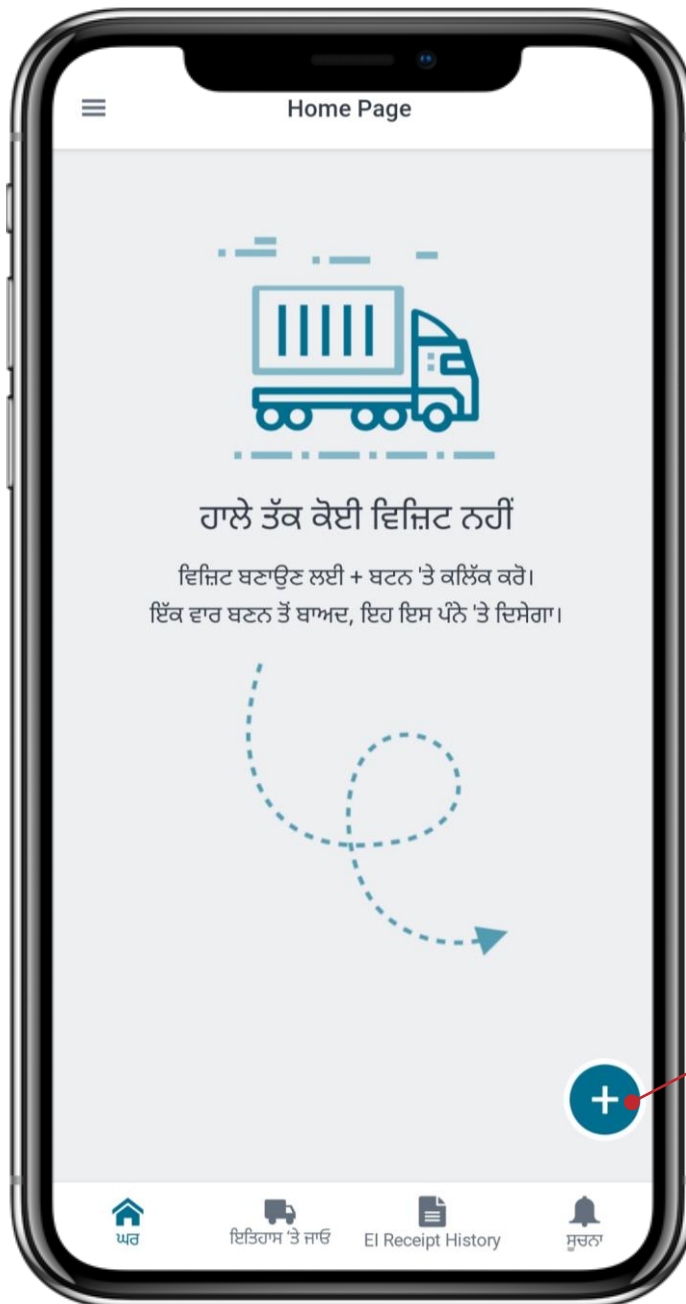 Home Page
ਹਾਲੇ ਤੱਕ ਕੋਈ ਵਿਜ਼ਿਟ ਨਹੀਂ
ਵਿਜ਼ਿਟ ਬਣਾਉਣ ਲਈ + ਬਟਨ 'ਤੇ ਕਲਿੱਕ ਕਰੋ।
ਇੱਕ ਵਾਰ ਬਣਨ ਤੋਂ ਬਾਅਦ, ਇਹ ਇਸ ਪੰਨੇ 'ਤੇ ਦਿਸੇਗਾ।
+
ਘਰ
ਇਤਿਹਾਸ 'ਤੇ ਜਾਓ
EI Receipt History
ਸੂਚਨਾ